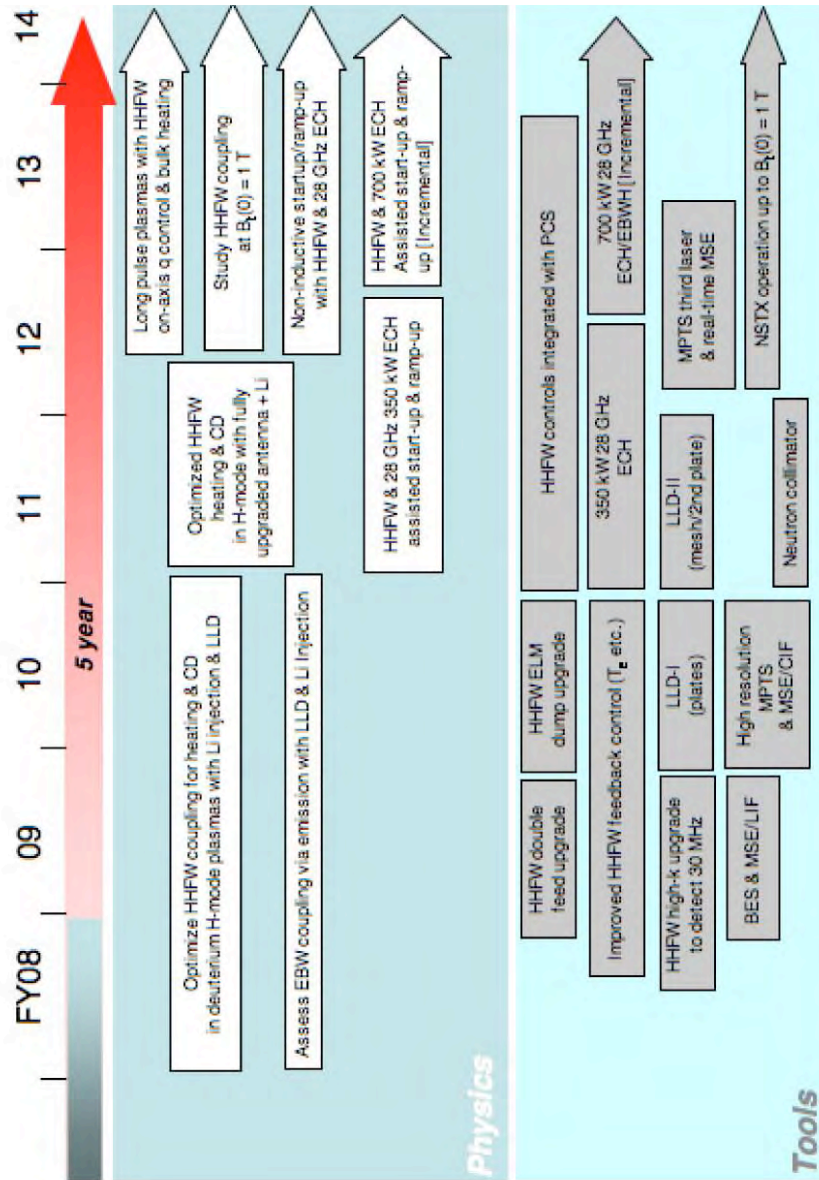 FY08 09 10 11 12 13 14
5 year
Physics
Optimize HHFW coupling for heating & CD
in deuterium H-mode plasmas with Li injection & LLD
Assess EBW coupling via emission with LLD & Li Injection
Optimized HHFW
heating & CD
in H-mode with fully
upgraded antenna + Li
HHFW & 28 GHz 350 kW ECH
assisted start-up & ramp-up
Long pulse plasmas with HHFW
on-axis q control & bulk heating
Study HHFW coupling
at Bt(0) = 1 T
Non-inductive startup/ramp-up
with HHFW & 28 GHz ECH
HHFW & 700 kW ECH
Assisted start-up & ramp-
up [Incremental]
Tools
HHFW double
feed upgrade
HHFW ELM
dump upgrade
HHFW controls integrated with PCS
Improved HHFW feedback control (Te etc.)
350 kW 28 GHz
ECH
700 kW 28 GHz
ECH/EBWH [Incremental]
HHFW high-k upgrade
to detect 30 MHz
LLD-I
(plates)
LLD-II
(mesh/2nd plate)
MPTS third laser
& real-time MSE
BES & MSE/LIF
High resolution
MPTS
& MSE/CIF
Neutron collimator
NSTX operation up to Bt(0) = 1 T